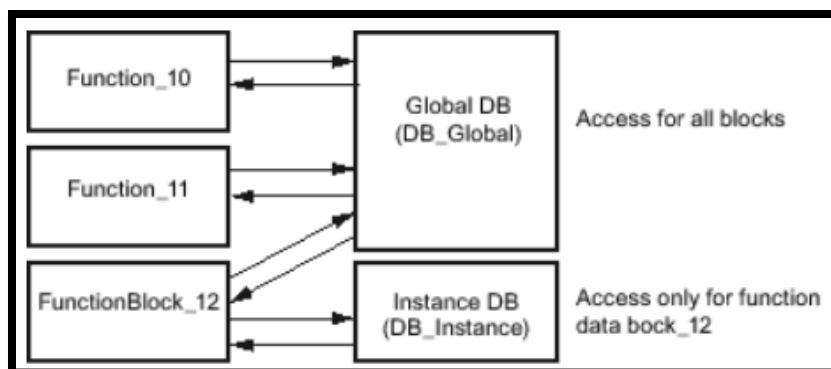 Function_10
Global DB
(DB_Global)
Access for all blocks
Function_11
FunctionBlock_12
Instance DB
(DB_Instance)
Access only for function
data bock_12